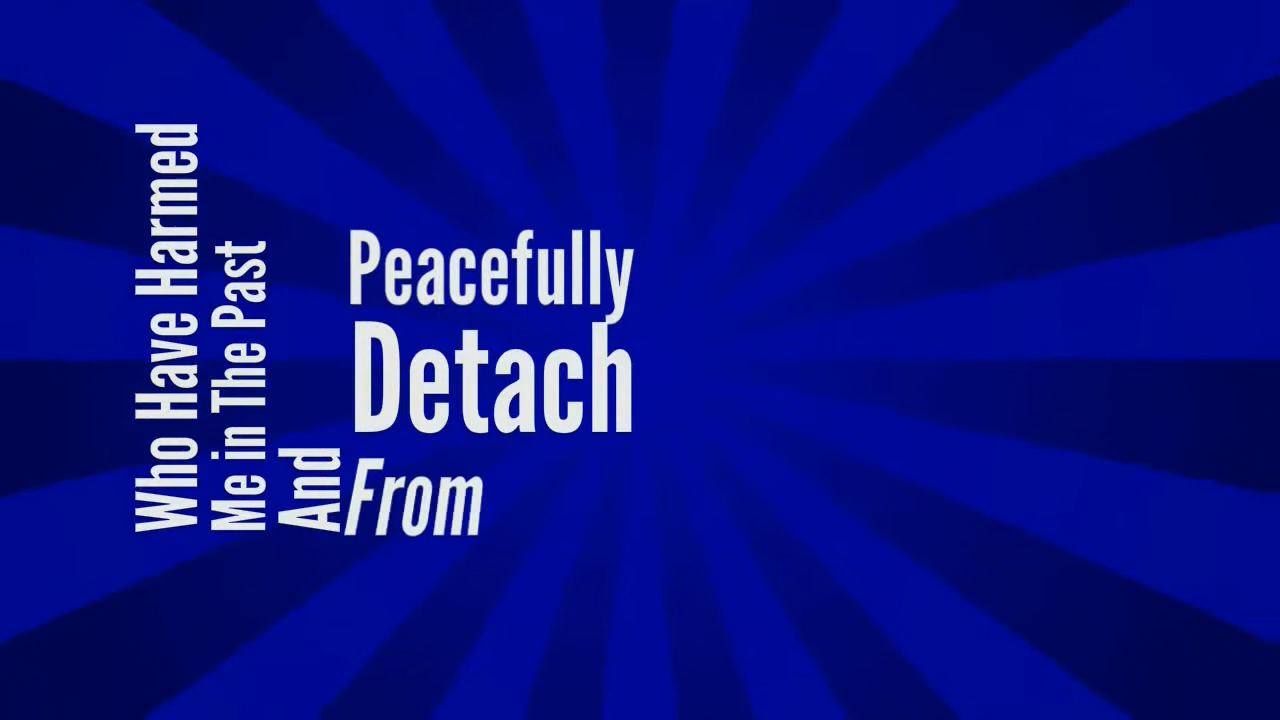 Who Have Harmed
Me in The Past
And
Peacefully
Detach
From